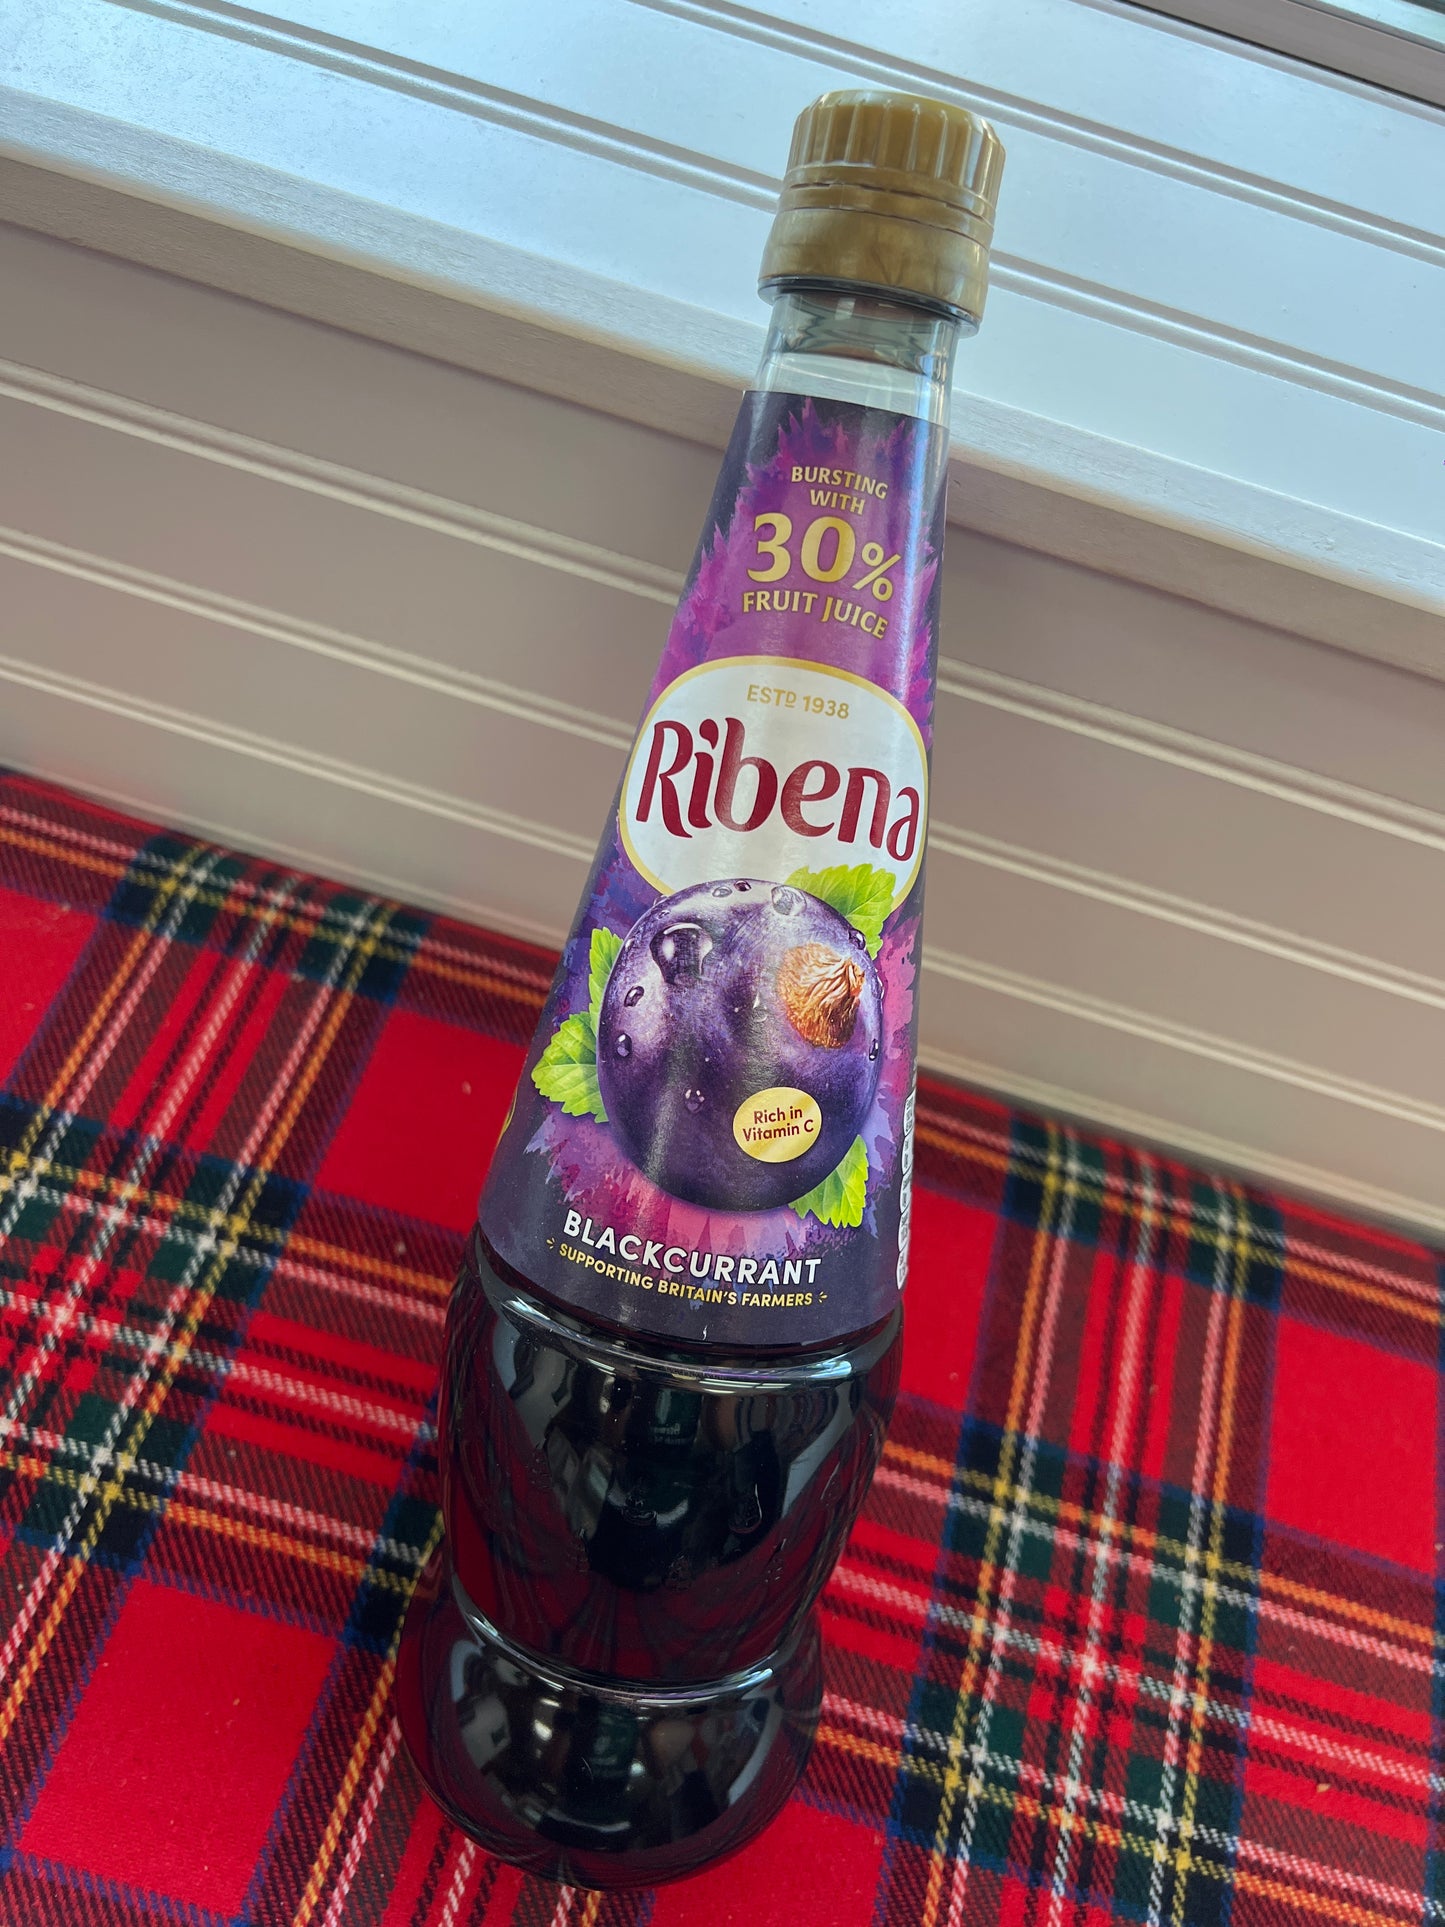 BURSTING
WITH
30%
FRUIT JUICE
ESTD 1938
Ribena
Rich in
Vitamin C
BLACKCURRANT
SUPPORTING BRITAIN'S FARMERS